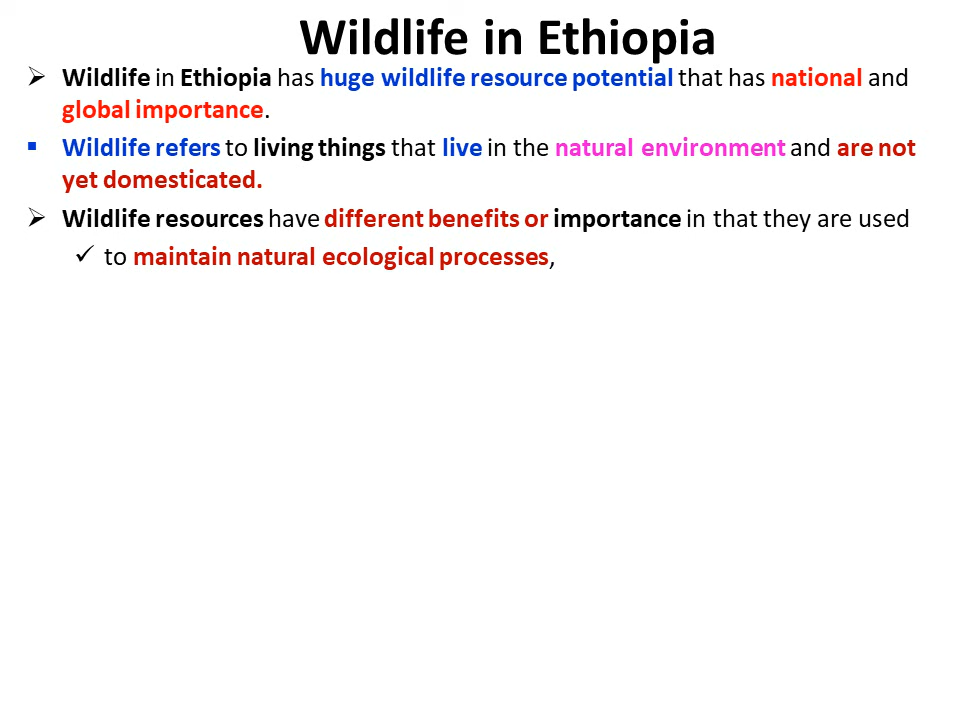 Wildlife in Ethiopia
➢ Wildlife in Ethiopia has huge wildlife resource potential that has national and
global importance.
▪ Wildlife refers to living things that live in the natural environment and are not
yet domesticated.
➢ Wildlife resources have different benefits or importance in that they are used
✓ to maintain natural ecological processes,